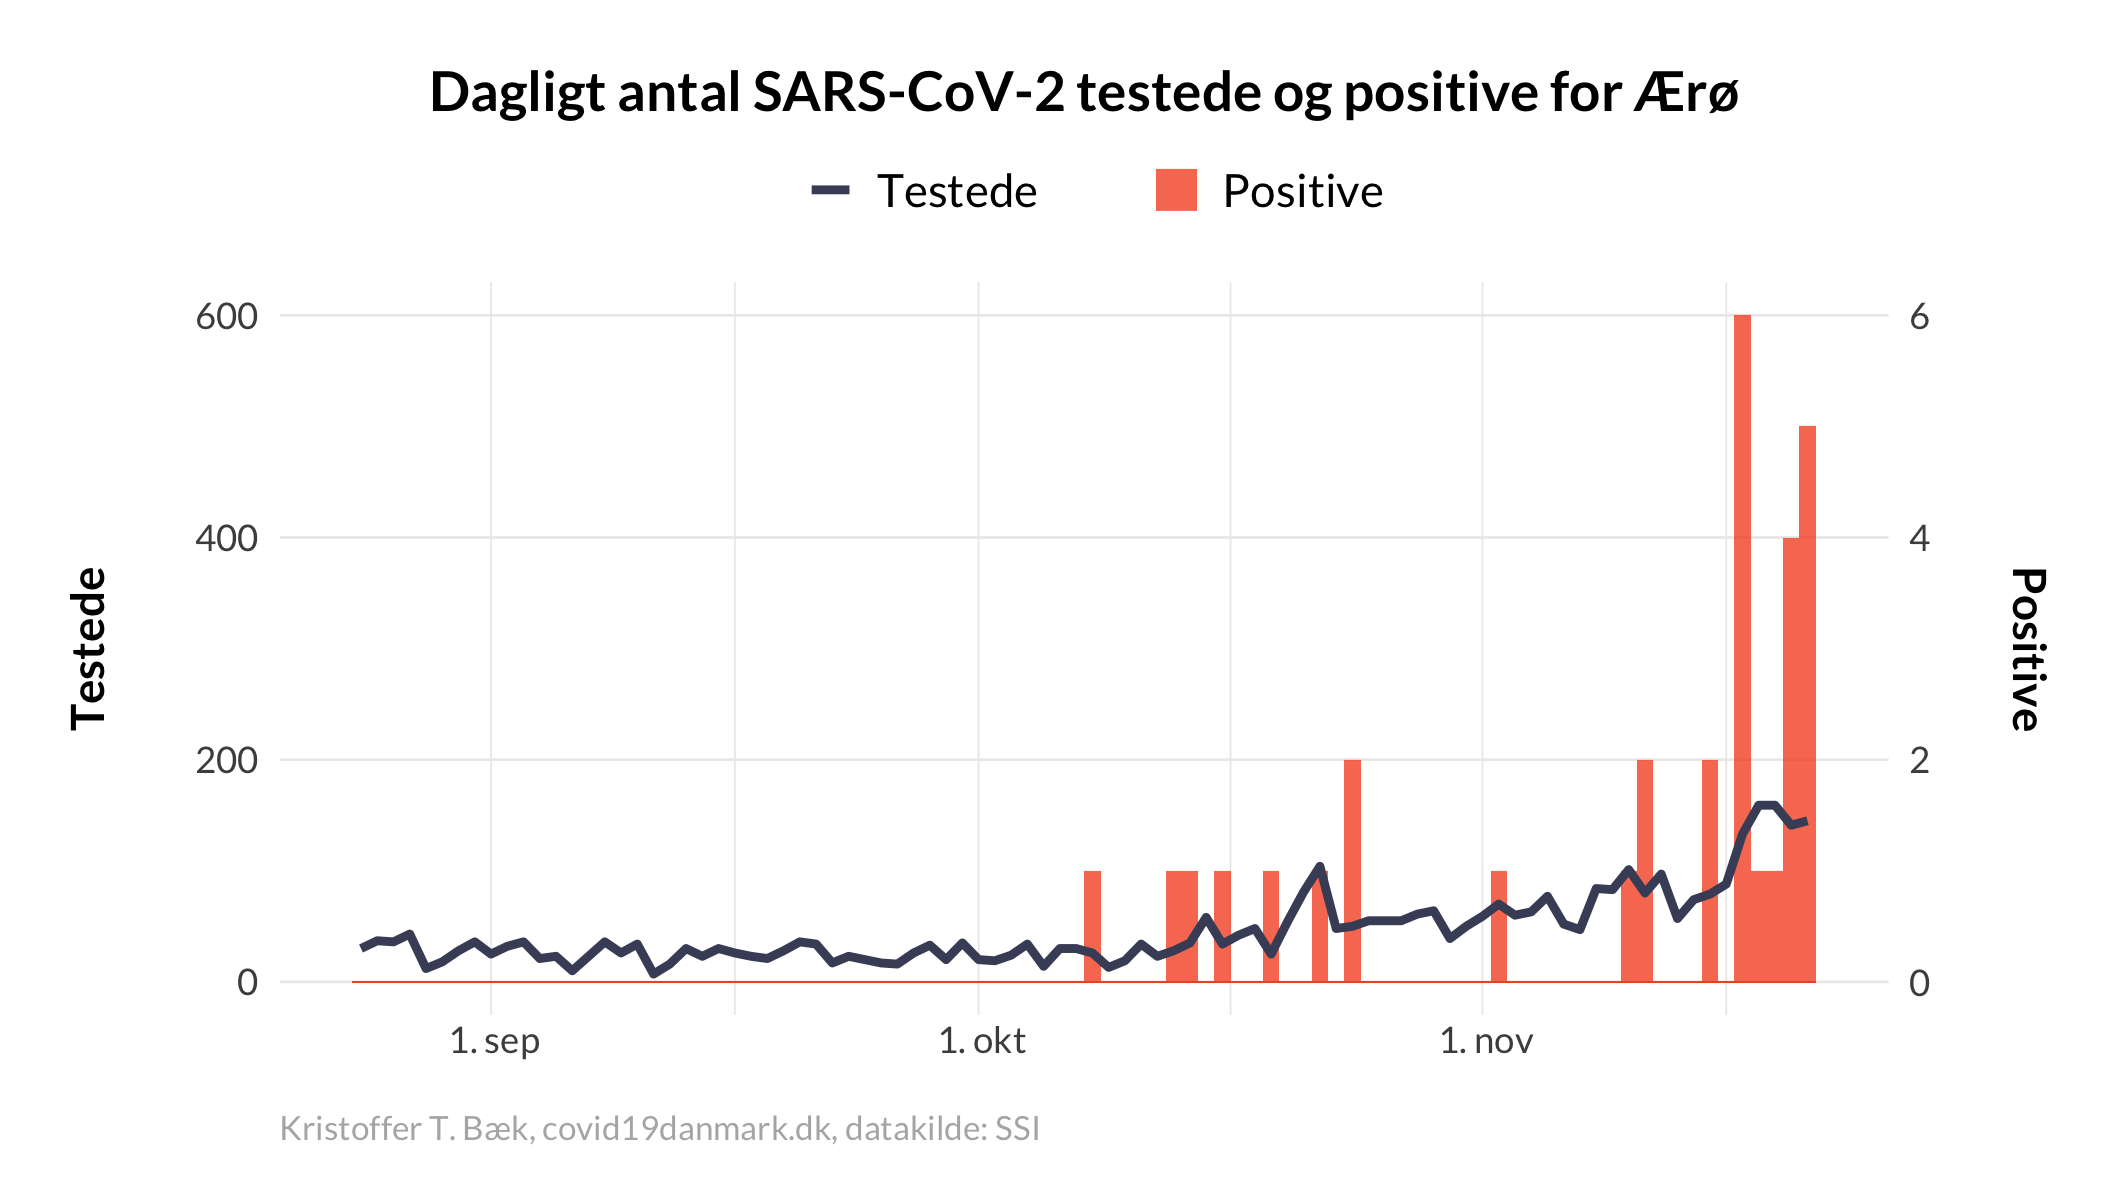 Dagligt antal SARS-CoV-2 testede og positive for Ærø
Testede
Positive
600
400
200
0
6
4
2
0
Testede
Positive
1. sep
1. okt
1. nov
Kristoffer T. Bæk, covid19danmark.dk, datakilde: SSI